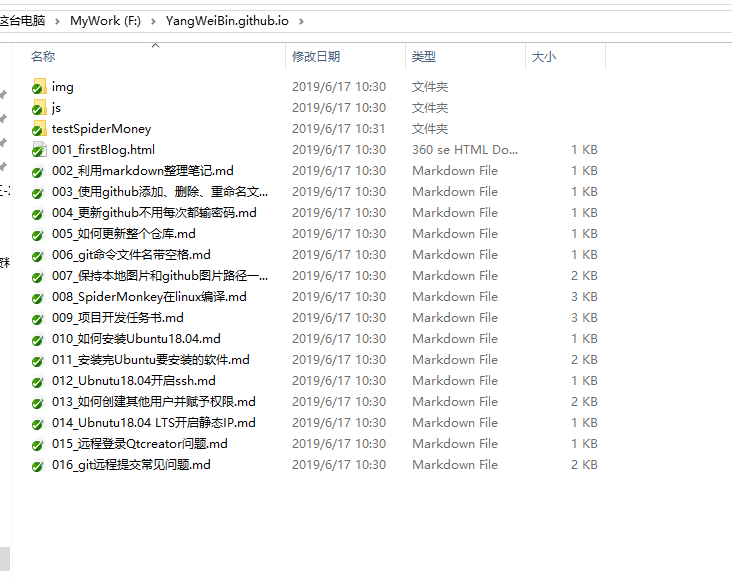 这台电脑 › MyWork (F:) › YangWeiBin.github.io ›
名称 修改日期 类型 大小
img 2019/6/17 10:30 文件夹
js 2019/6/17 10:30 文件夹
testSpiderMoney 2019/6/17 10:31 文件夹
001_firstBlog.html 2019/6/17 10:30 360 se HTML Do... 1 KB
002_利用markdown整理笔记.md 2019/6/17 10:30 Markdown File 1 KB
003_使用github添加、删除、重命名文... 2019/6/17 10:30 Markdown File 1 KB
004_更新github不用每次都输密码.md 2019/6/17 10:30 Markdown File 1 KB
005_如何更新整个仓库.md 2019/6/17 10:30 Markdown File 1 KB
006_git命令文件名带空格.md 2019/6/17 10:30 Markdown File 1 KB
007_保持本地图片和github图片路径一... 2019/6/17 10:30 Markdown File 2 KB
008_SpiderMonkey在linux编译.md 2019/6/17 10:30 Markdown File 3 KB
009_项目开发任务书.md 2019/6/17 10:30 Markdown File 3 KB
010_如何安装Ubuntu18.04.md 2019/6/17 10:30 Markdown File 1 KB
011_安装完Ubuntu要安装的软件.md 2019/6/17 10:30 Markdown File 2 KB
012_Ubnutu18.04开启ssh.md 2019/6/17 10:30 Markdown File 1 KB
013_如何创建其他用户并赋予权限.md 2019/6/17 10:30 Markdown File 2 KB
014_Ubnutu18.04 LTS开启静态IP.md 2019/6/17 10:30 Markdown File 1 KB
015_远程登录Qtcreator问题.md 2019/6/17 10:30 Markdown File 1 KB
016_git远程提交常见问题.md 2019/6/17 10:30 Markdown File 2 KB